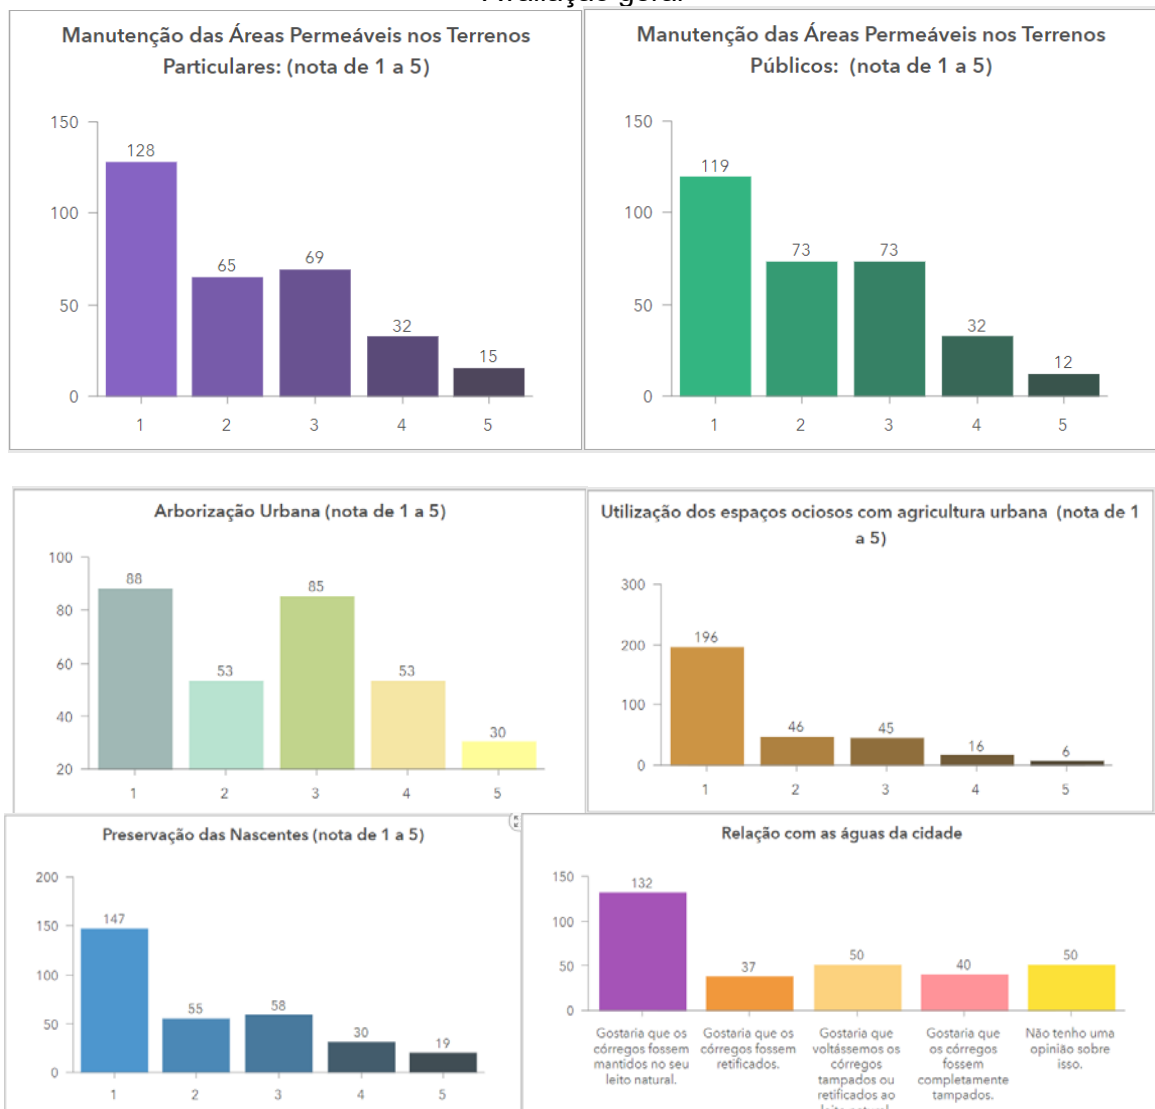 Avaliação geral
Manutenção das Áreas Permeáveis nos Terrenos
Particulares: (nota de 1 a 5)
150
100
50
0
128
65
69
32
15
1 2 3 4 5
Manutenção das Áreas Permeáveis nos Terrenos
Públicos: (nota de 1 a 5)
150
100
50
0
119
73
73
32
12
1 2 3 4 5
Arborização Urbana (nota de 1 a 5)
100
80
60
40
20
88
53
85
53
30
1 2 3 4 5
Utilização dos espaços ociosos com agricultura urbana (nota de 1
a 5)
300
200
100
0
196
46
45
16
6
1 2 3 4 5
Preservação das Nascentes (nota de 1 a 5)
200
150
100
50
0
147
55
58
30
19
1 2 3 4 5
Relação com as águas da cidade
150
100
50
0
132
37
50
40
50
Gostaria que os
córregos fossem
mantidos no seu
leito natural.
Gostaria que os
córregos fossem
retificados.
Gostaria que
voltássemos os
córregos
tampados ou
retificados ao
leito natural.
Gostaria que
os córregos
fossem
completamente
tampados.
Não tenho uma
opinião sobre
isso.